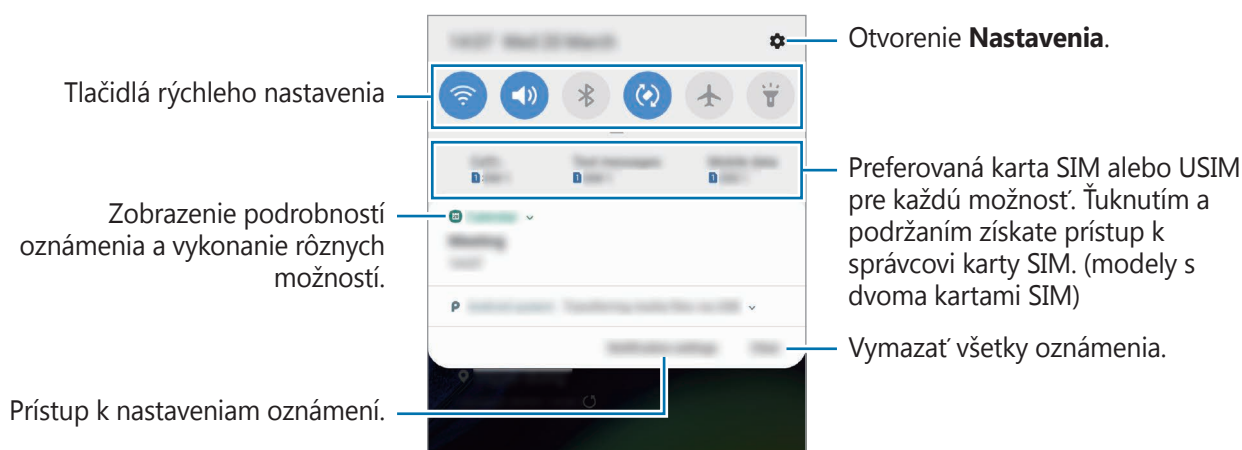 Otvorenie Nastavenia.
Tlačidlá rýchleho nastavenia
Preferovaná karta SIM alebo USIM
pre každú možnosť. Ťuknutím a
podržaním získate prístup k
správcovi karty SIM. (modely s
dvoma kartami SIM)
Zobrazenie podrobností
oznámenia a vykonanie rôznych
možností.
Vymazať všetky oznámenia.
Prístup k nastaveniam oznámení.